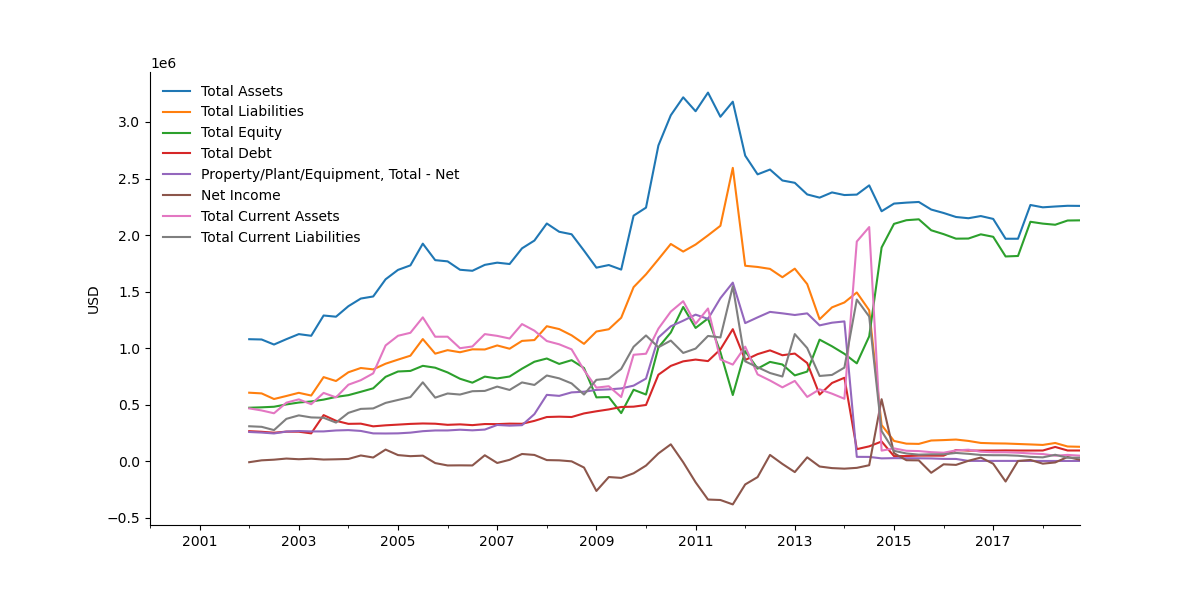 1e6
Total Assets
Total Liabilities
Total Equity
Total Debt
Property/Plant/Equipment, Total - Net
Net Income
Total Current Assets
Total Current Liabilities
USD
3.0
2.5
2.0
1.5
1.0
0.5
0.0
−0.5
2001 2003 2005 2007 2009 2011 2013 2015 2017